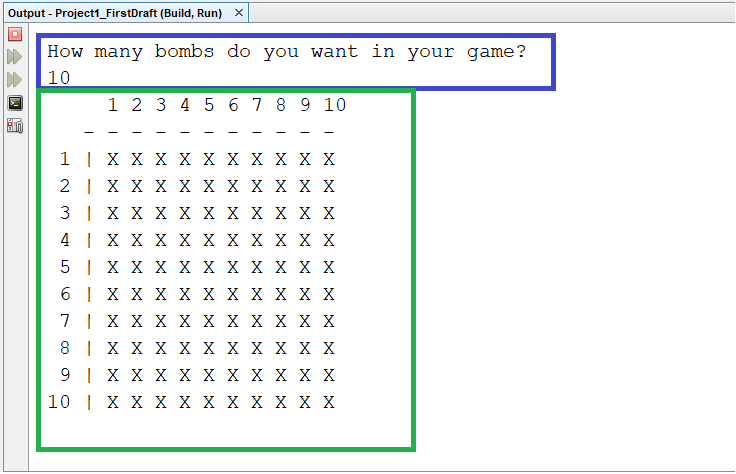 Output - Project1_FirstDraft (Build, Run) ×
How many bombs do you want in your game?
10
1 2 3 4 5 6 7 8 9 10
- - - - - - - - - - -
1 | X X X X X X X X X X
2 | X X X X X X X X X X
3 | X X X X X X X X X X
4 | X X X X X X X X X X
5 | X X X X X X X X X X
6 | X X X X X X X X X X
7 | X X X X X X X X X X
8 | X X X X X X X X X X
9 | X X X X X X X X X X
10 | X X X X X X X X X X